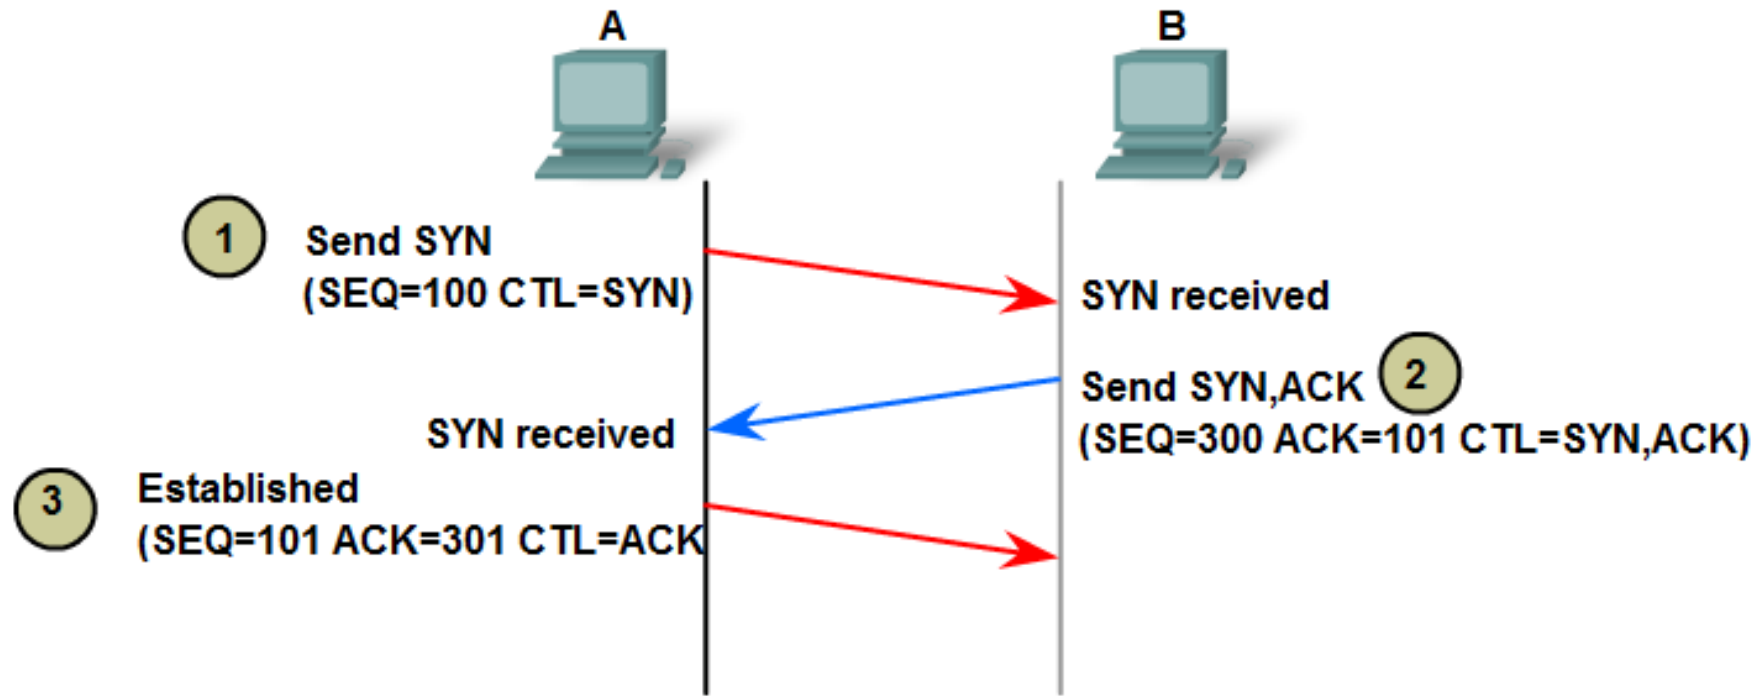 A
B
1
Send SYN
(SEQ=100 CTL=SYN)
SYN received
Send SYN,ACK
2
(SEQ=300 ACK=101 CTL=SYN,ACK)
SYN received
3
Established
(SEQ=101 ACK=301 CTL=ACK